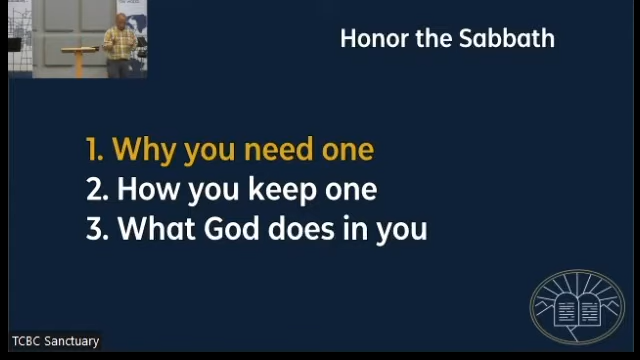 Honor the Sabbath
1. Why you need one
2. How you keep one
3. What God does in you
TCBC Sanctuary